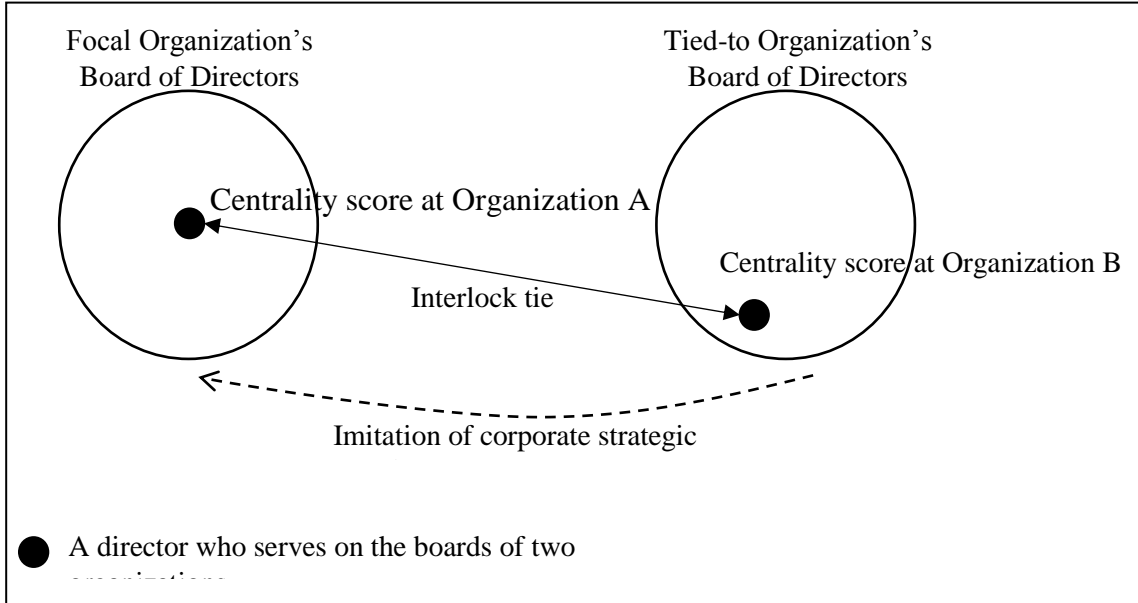 Focal Organization's
Board of Directors
Tied-to Organization's
Board of Directors
Centrality score at Organization A
Centrality score at Organization B
Interlock tie
Imitation of corporate strategic
A director who serves on the boards of two